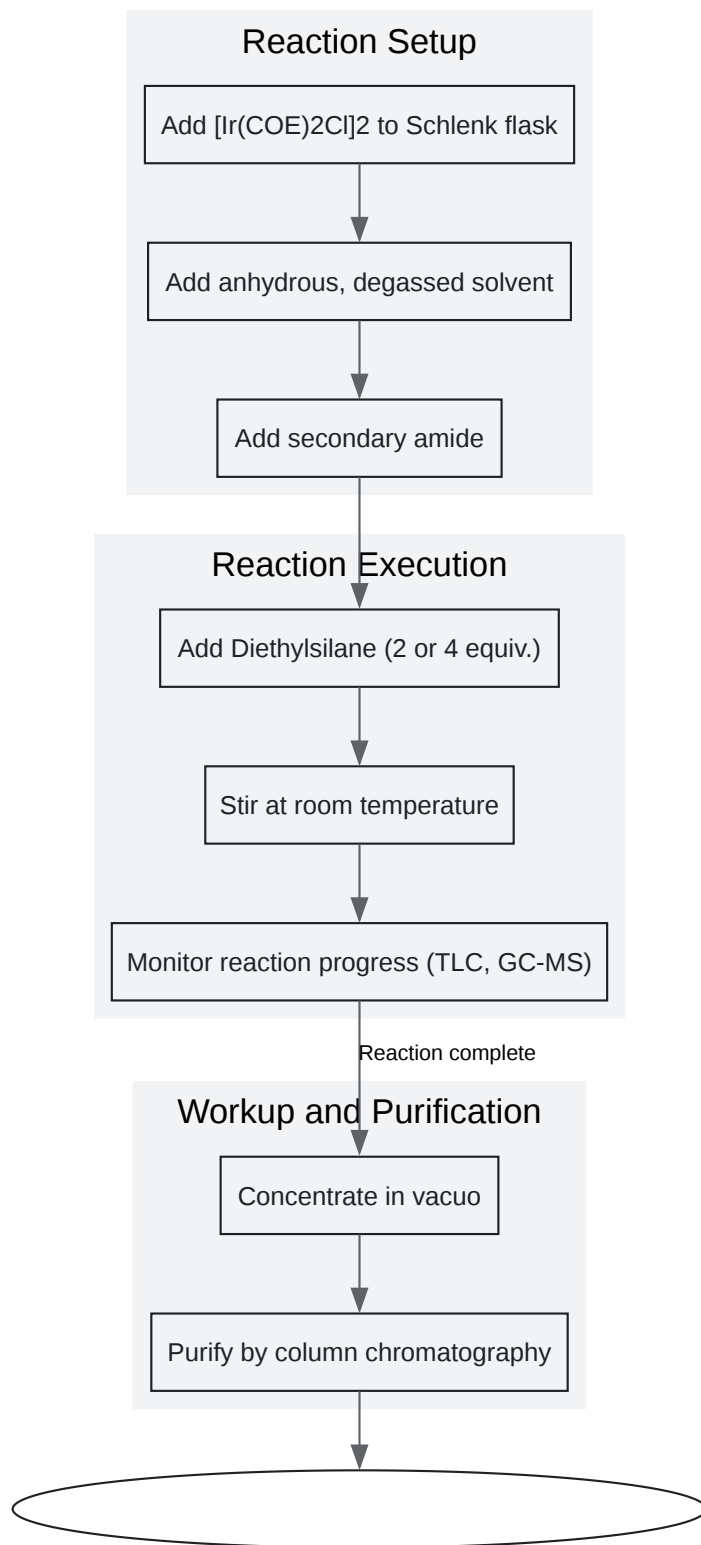 Reaction Setup
Add [Ir(COE)2Cl]2 to Schlenk flask
Add anhydrous, degassed solvent
Add secondary amide
Reaction Execution
Add Diethylsilane (2 or 4 equiv.)
Stir at room temperature
Monitor reaction progress (TLC, GC-MS)
Reaction complete
Workup and Purification
Concentrate in vacuo
Purify by column chromatography